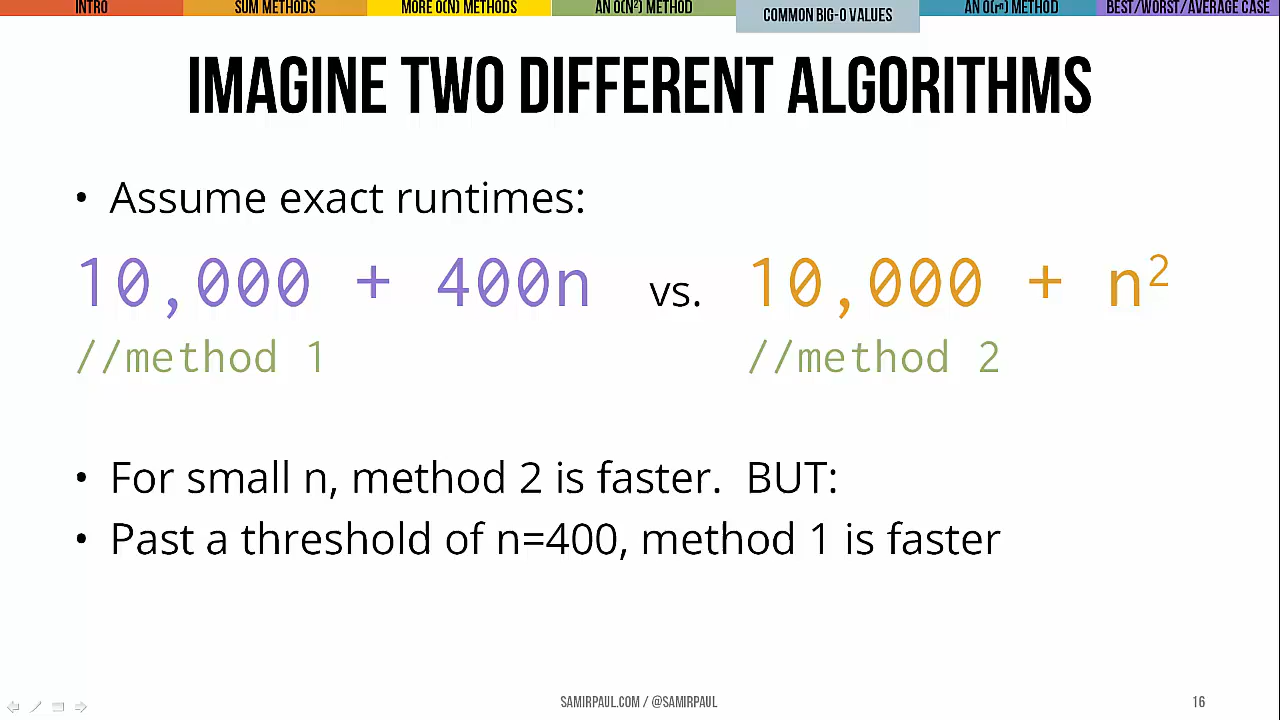 INTRO
SUM METHODS
MORE O(N) METHODS
AN O(N²) METHOD
COMMON BIG-O VALUES
AN O(rⁿ) METHOD
BEST/WORST/AVERAGE CASE
IMAGINE TWO DIFFERENT ALGORITHMS
• Assume exact runtimes:
10,000 + 400n vs. 10,000 + n²
//method 1 //method 2
• For small n, method 2 is faster. BUT:
• Past a threshold of n=400, method 1 is faster
SAMIRPAUL.COM / @SAMIRPAUL
16